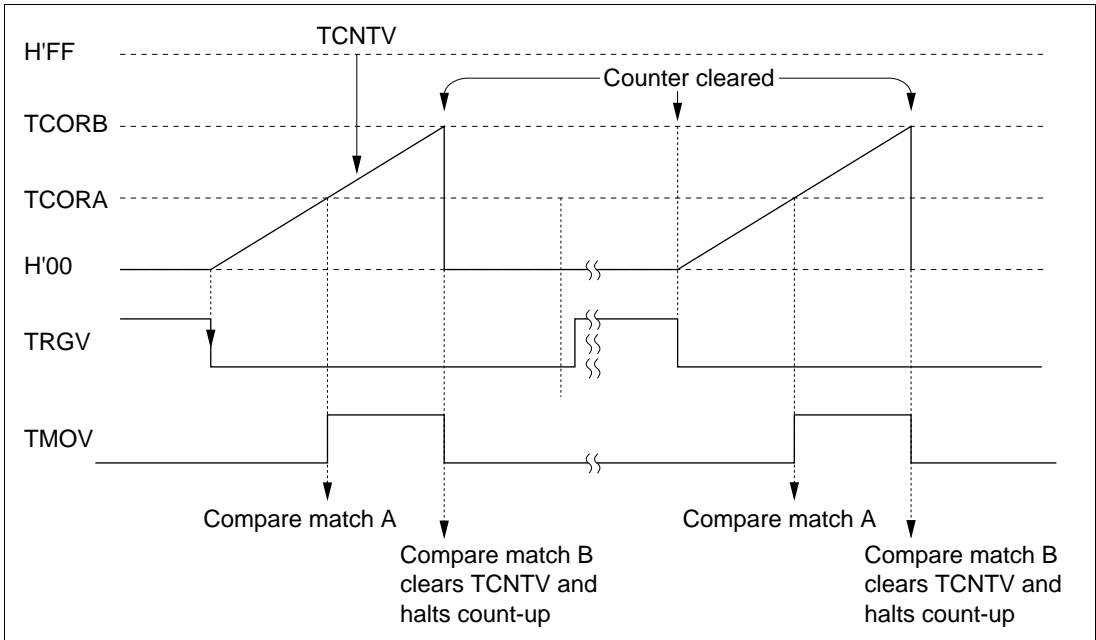 TCNTV
H'FF
Counter cleared
TCORB
TCORA
H'00
TRGV
TMOV
Compare match A
Compare match B
clears TCNTV and
halts count-up
Compare match A
Compare match B
clears TCNTV and
halts count-up